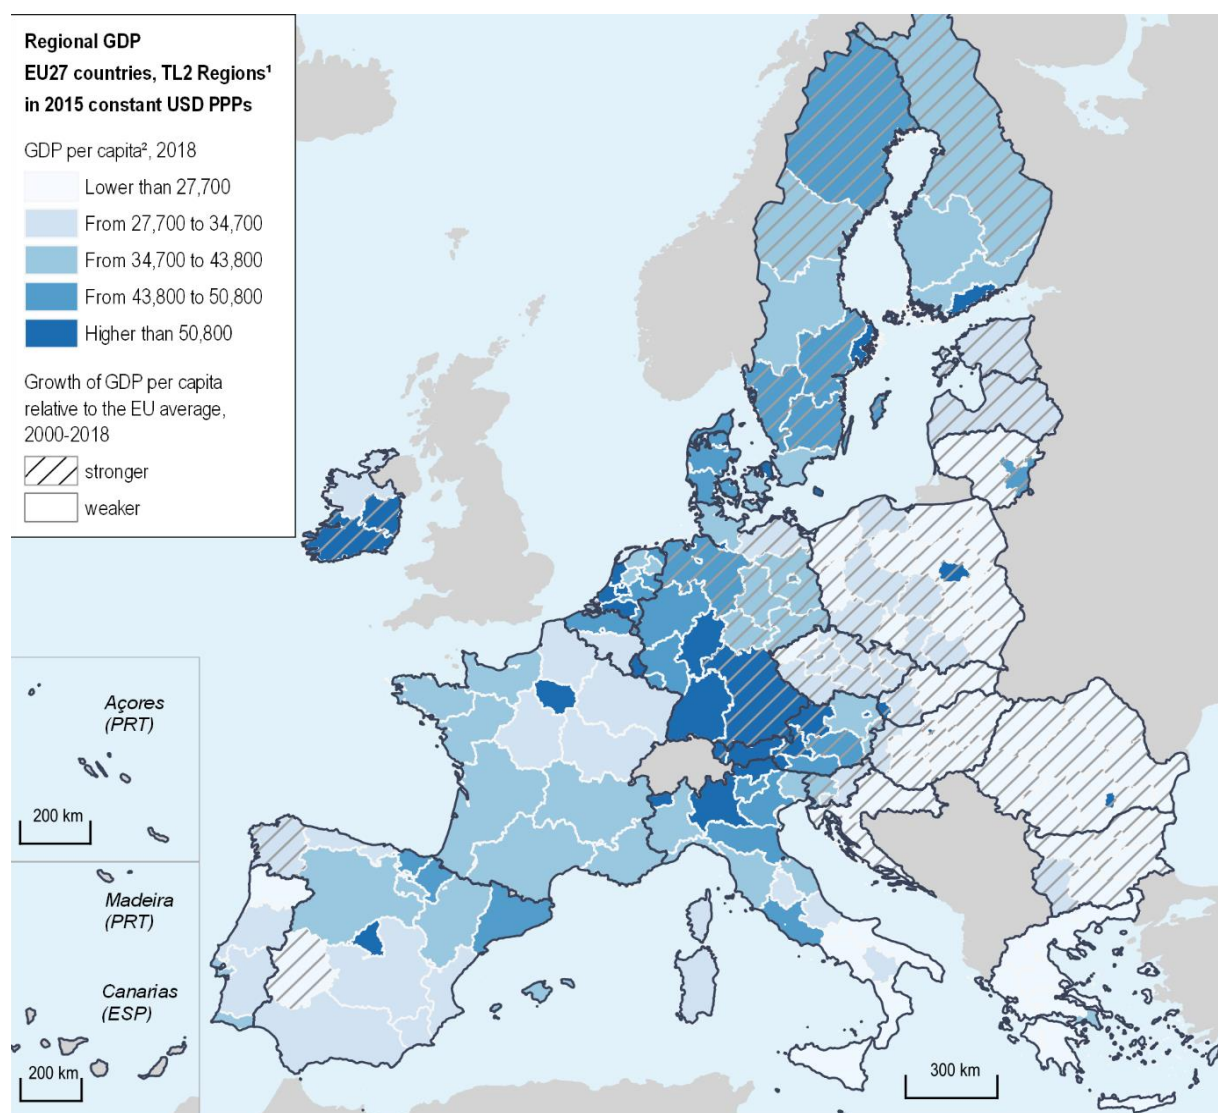 Regional GDP
EU27 countries, TL2 Regions¹
in 2015 constant USD PPPs
GDP per capita², 2018
Lower than 27,700
From 27,700 to 34,700
From 34,700 to 43,800
From 43,800 to 50,800
Higher than 50,800
Growth of GDP per capita
relative to the EU average,
2000-2018
stronger
weaker
Açores
(PRT)
200 km
Madeira
(PRT)
Canarias
(ESP)
200 km
300 km